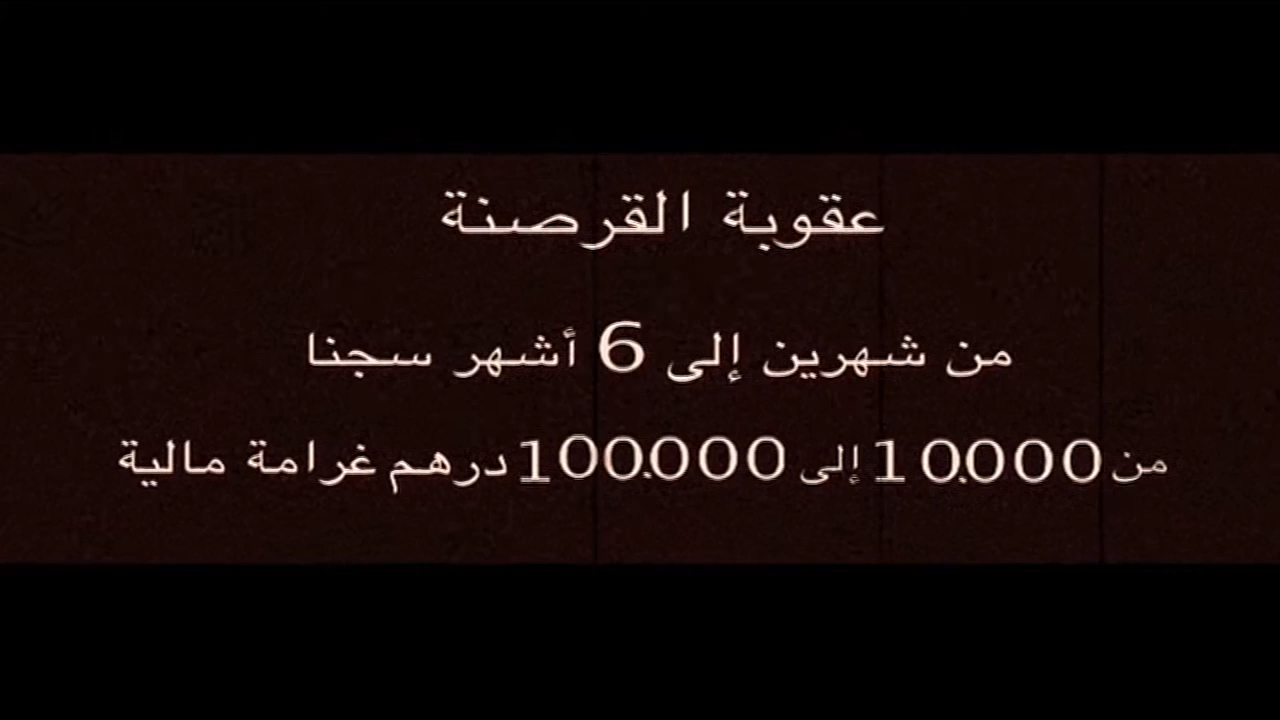 عقوبة القرصنة
من شهرين إلى 6 أشهر سجنا
من 10.000 إلى 100.000 درهم غرامة مالية